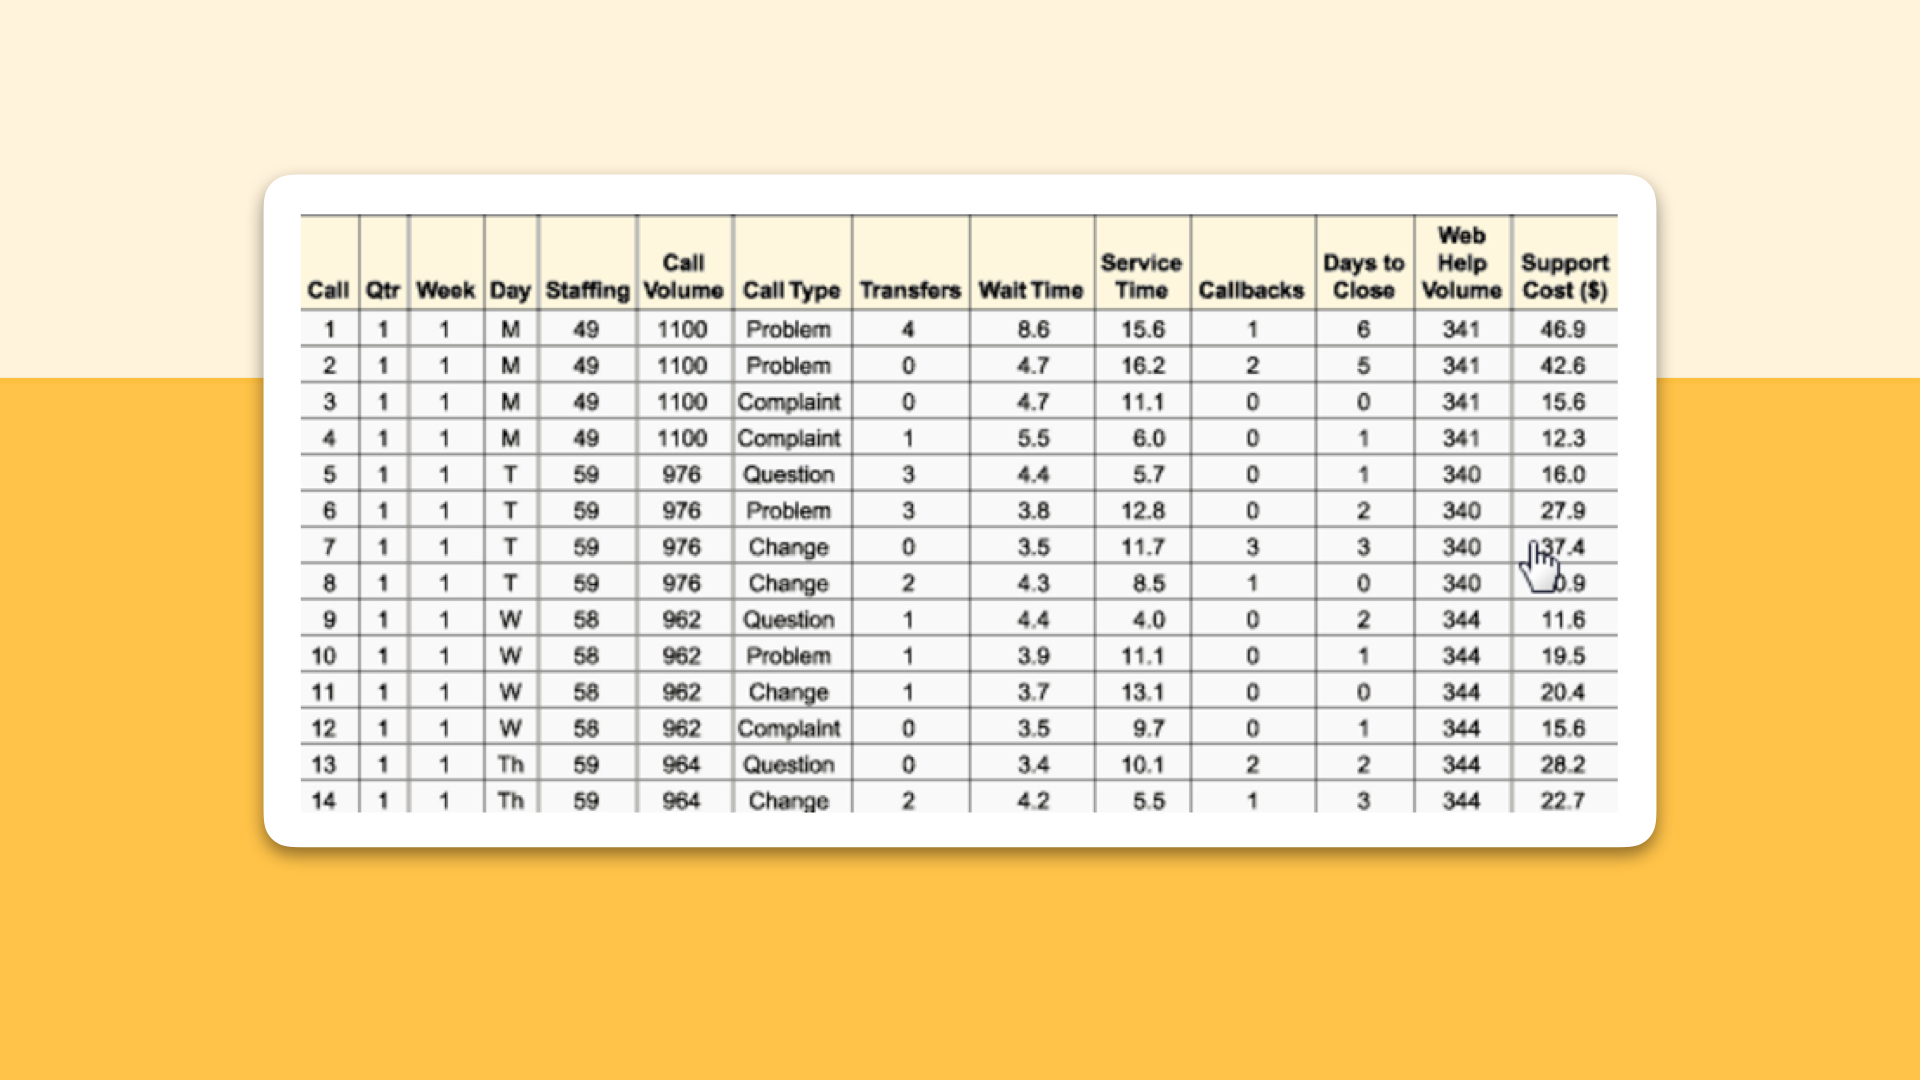 Call Qtr Week Day Staffing Call Volume Call Type Transfers Wait Time Service Time Callbacks Days to Close Web Help Volume Support Cost ($)
1 1 1 M 49 1100 Problem 4 8.6 15.6 1 6 341 46.9
2 1 1 M 49 1100 Problem 0 4.7 16.2 2 5 341 42.6
3 1 1 M 49 1100 Complaint 0 4.7 11.1 0 0 341 15.6
4 1 1 M 49 1100 Complaint 1 5.5 6.0 0 1 341 12.3
5 1 1 T 59 976 Question 3 4.4 5.7 0 1 340 16.0
6 1 1 T 59 976 Problem 3 3.8 12.8 0 2 340 27.9
7 1 1 T 59 976 Change 0 3.5 11.7 3 3 340 37.4
8 1 1 T 59 976 Change 2 4.3 8.5 1 0 340
9 1 1 W 58 962 Question 1 4.4 4.0 0 2 344 11.6
10 1 1 W 58 962 Problem 1 3.9 11.1 0 1 344 19.5
11 1 1 W 58 962 Change 1 3.7 13.1 0 0 344 20.4
12 1 1 W 58 962 Complaint 0 3.5 9.7 0 1 344 15.6
13 1 1 Th 59 964 Question 0 3.4 10.1 2 2 344 28.2
14 1 1 Th 59 964 Change 2 4.2 5.5 1 3 344 22.7